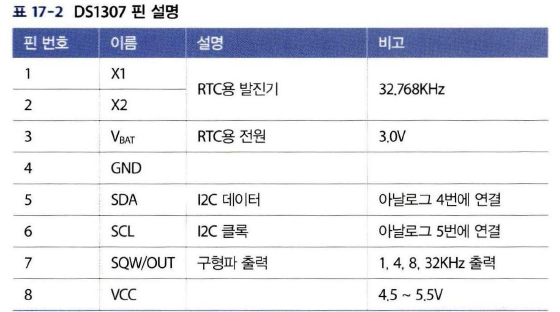 표 17-2 DS1307 핀 설명
핀 번호 이름 설명 비고
1 X1 RTC용 발진기 32.768KHz
2 X2
3 VBAT RTC용 전원 3.0V
4 GND
5 SDA I2C 데이터 아날로그 4번에 연결
6 SCL I2C 클록 아날로그 5번에 연결
7 SQW/OUT 구형파 출력 1, 4, 8, 32KHz 출력
8 VCC 4.5 ~ 5.5V